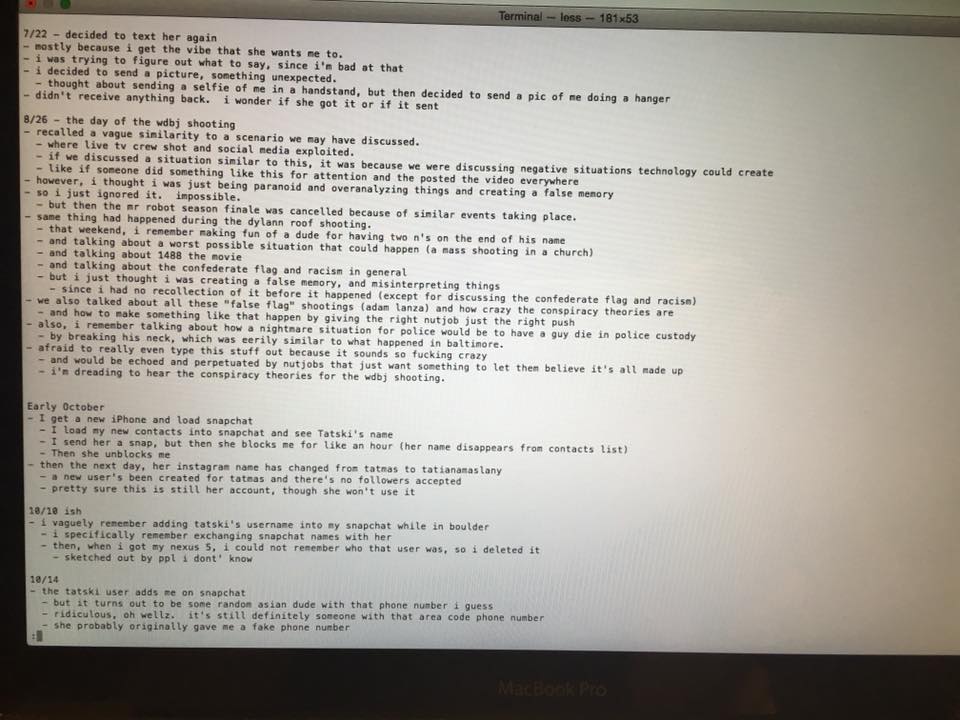 Terminal — less — 181×53
7/22 - decided to text her again
- mostly because i get the vibe that she wants me to.
- i was trying to figure out what to say, since i'm bad at that
- i decided to send a picture, something unexpected.
- thought about sending a selfie of me in a handstand, but then decided to send a pic of me doing a hanger
- didn't receive anything back. i wonder if she got it or if it sent
8/26 - the day of the wdbj shooting
- recalled a vague similarity to a scenario we may have discussed.
- where live tv crew shot and social media exploited.
- if we discussed a situation similar to this, it was because we were discussing negative situations technology could create
- like if someone did something like this for attention and the posted the video everywhere
- however, i thought i was just being paranoid and overanalyzing things and creating a false memory
- so i just ignored it. impossible.
- but then the mr robot season finale was cancelled because of similar events taking place.
- same thing had happened during the dylann roof shooting.
- that weekend, i remember making fun of a dude for having two n's on the end of his name
- and talking about a worst possible situation that could happen (a mass shooting in a church)
- and talking about 1488 the movie
- and talking about the confederate flag and racism in general
- but i just thought i was creating a false memory, and misinterpreting things
- since i had no recollection of it before it happened (except for discussing the confederate flag and racism)
- we also talked about all these "false flag" shootings (adam lanza) and how crazy the conspiracy theories are
- and how to make something like that happen by giving the right nutjob just the right push
- also, i remember talking about how a nightmare situation for police would be to have a guy die in police custody
- by breaking his neck, which was eerily similar to what happened in baltimore.
- afraid to really even type this stuff out because it sounds so fucking crazy
- and would be echoed and perpetuated by nutjobs that just want something to let them believe it's all made up
- i'm dreading to hear the conspiracy theories for the wdbj shooting.
Early October
- I get a new iPhone and load snapchat
- I load my new contacts into snapchat and see Tatski's name
- I send her a snap, but then she blocks me for like an hour (her name disappears from contacts list)
- Then she unblocks me
- then the next day, her instagram name has changed from tatmas to tatianamaslany
- a new user's been created for tatmas and there's no followers accepted
- pretty sure this is still her account, though she won't use it
10/10 ish
- i vaguely remember adding tatski's username into my snapchat while in boulder
- i specifically remember exchanging snapchat names with her
- then, when i got my nexus 5, i could not remember who that user was, so i deleted it
- sketched out by ppl i dont' know
10/14
- the tatski user adds me on snapchat
- but it turns out to be some random asian dude with that phone number i guess
- ridiculous, oh wellz. it's still definitely someone with that area code phone number
- she probably originally gave me a fake phone number
:
MacBook Pro